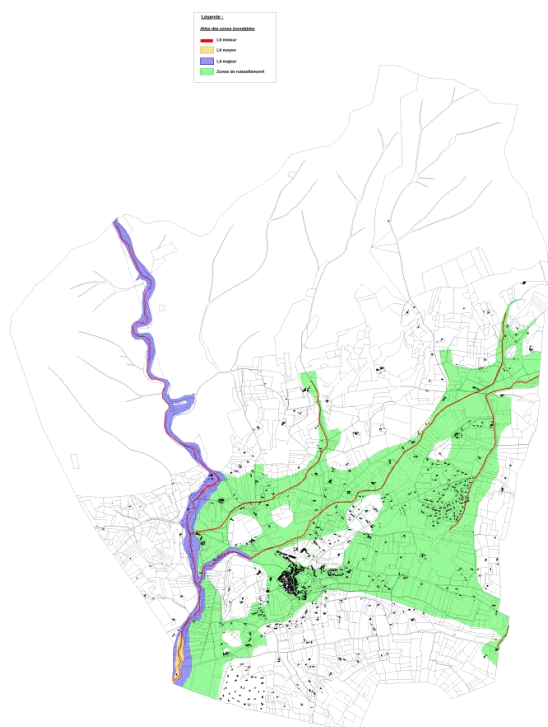 Légende :
Atlas des zones inondables
Lit mineur
Lit moyen
Lit majeur
Zones de ruissellement